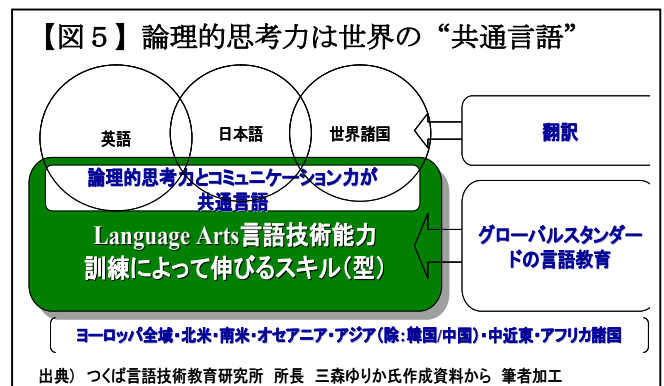 【図５】論理的思考力は世界の“共通言語”
英語
日本語
世界諸国
翻訳
論理的思考力とコミュニケーション力が
共通言語
Language Arts言語技術能力
訓練によって伸びるスキル（型）
グローバルスタンダー
ドの言語教育
ヨーロッパ全域・北米・南米・オセアニア・アジア（除：韓国/中国）・中近東・アフリカ諸国
出典） つくば言語技術教育研究所 所長 三森ゆりか氏作成資料から 筆者加工